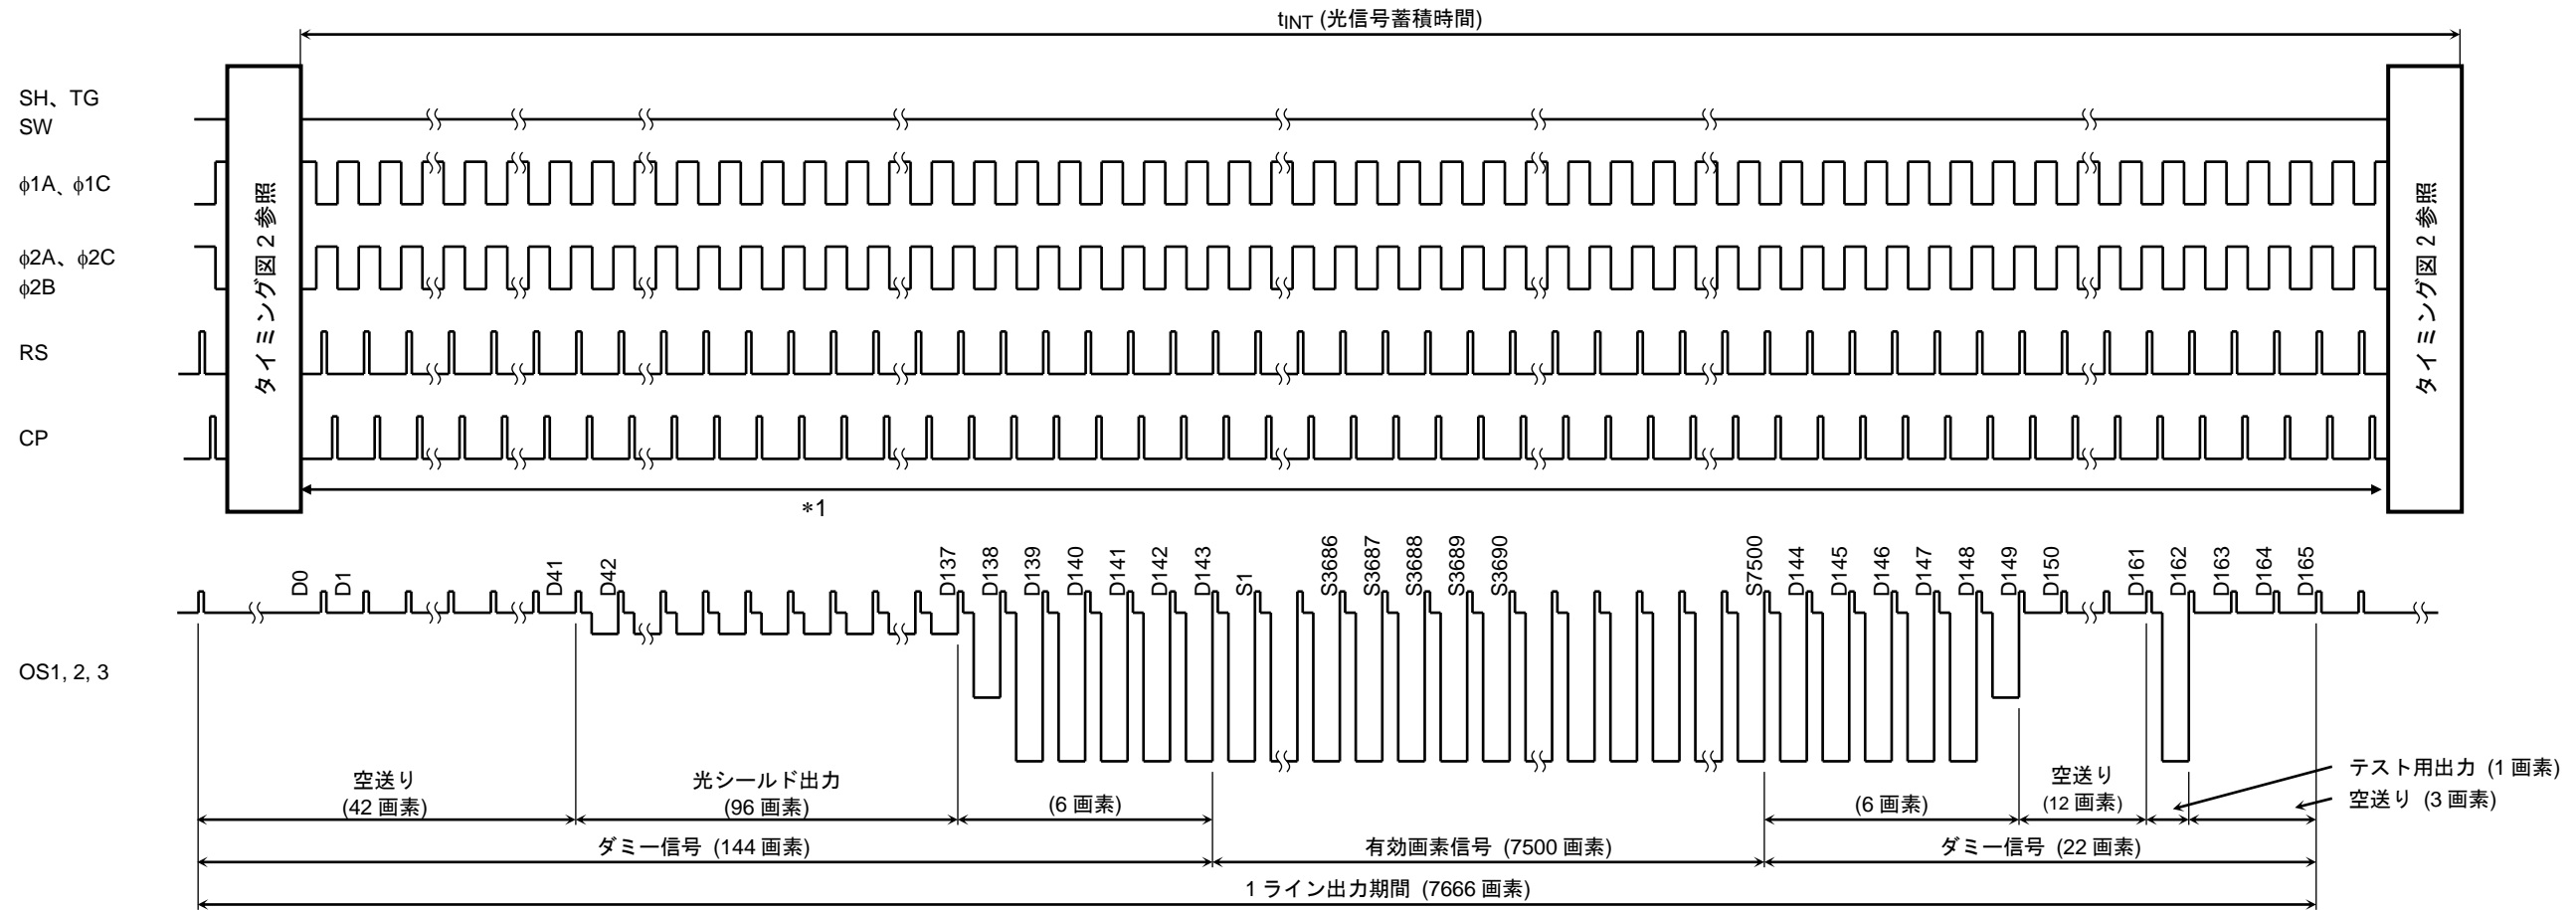 tINT (光信号蓄積時間)
SH、TG
SW
φ1A、φ1C
φ2A、φ2C
φ2B
RS
CP
タイミング図 2 参照
タイミング図 2 参照
*1
D0
D1
D41
D42
D137
D138
D139
D140
D141
D142
D143
S1
S3686
S3687
S3688
S3689
S3690
S7500
D144
D145
D146
D147
D148
D149
D150
D161
D162
D163
D164
D165
OS1, 2, 3
空送り
(42 画素)
光シールド出力
(96 画素)
(6 画素)
(6 画素)
空送り
(12 画素)
テスト用出力 (1 画素)
空送り (3 画素)
ダミー信号 (144 画素)
有効画素信号 (7500 画素)
ダミー信号 (22 画素)
1 ライン出力期間 (7666 画素)